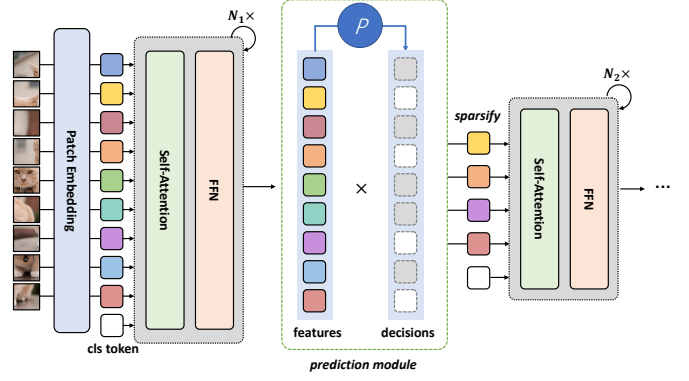 Patch Embedding
cls token
Self-Attention
FFN
N₁×
P
features
×
decisions
prediction module
sparsify
Self-Attention
FFN
N₂×
...